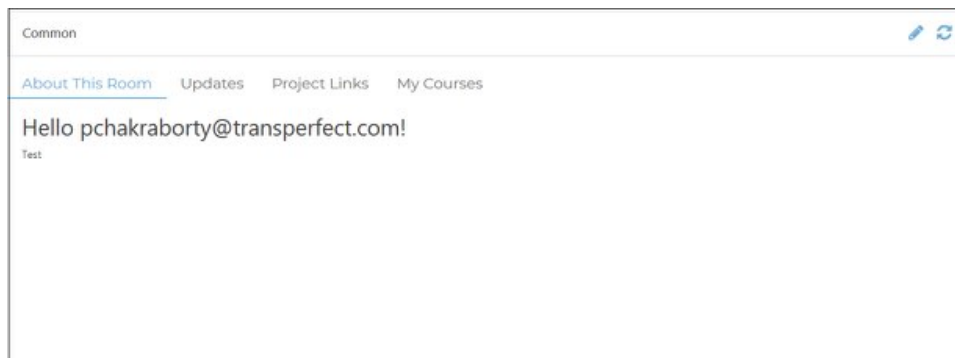 Common
About This Room Updates Project Links My Courses
Hello pchakraborty@transperfect.com!
Test